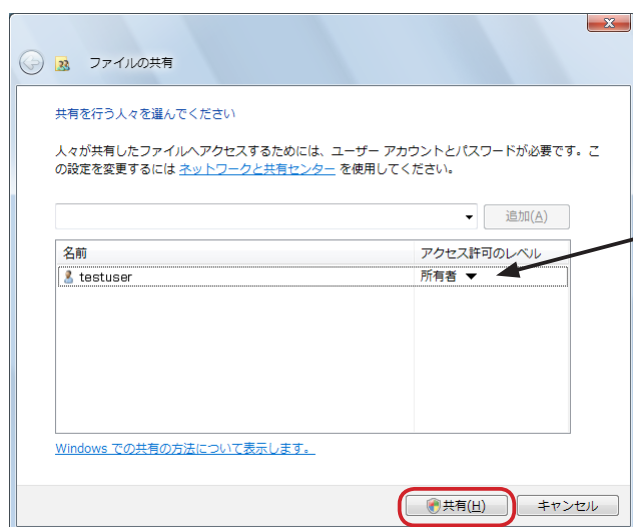 ファイルの共有
共有を行う人々を選んでください
人々が共有したファイルへアクセスするためには、ユーザー アカウントとパスワードが必要です。こ
の設定を変更するには ネットワークと共有センター を使用してください。
追加(A)
名前 アクセス許可のレベル
testuser 所有者
Windows での共有の方法について表示します。
共有(H) キャンセル